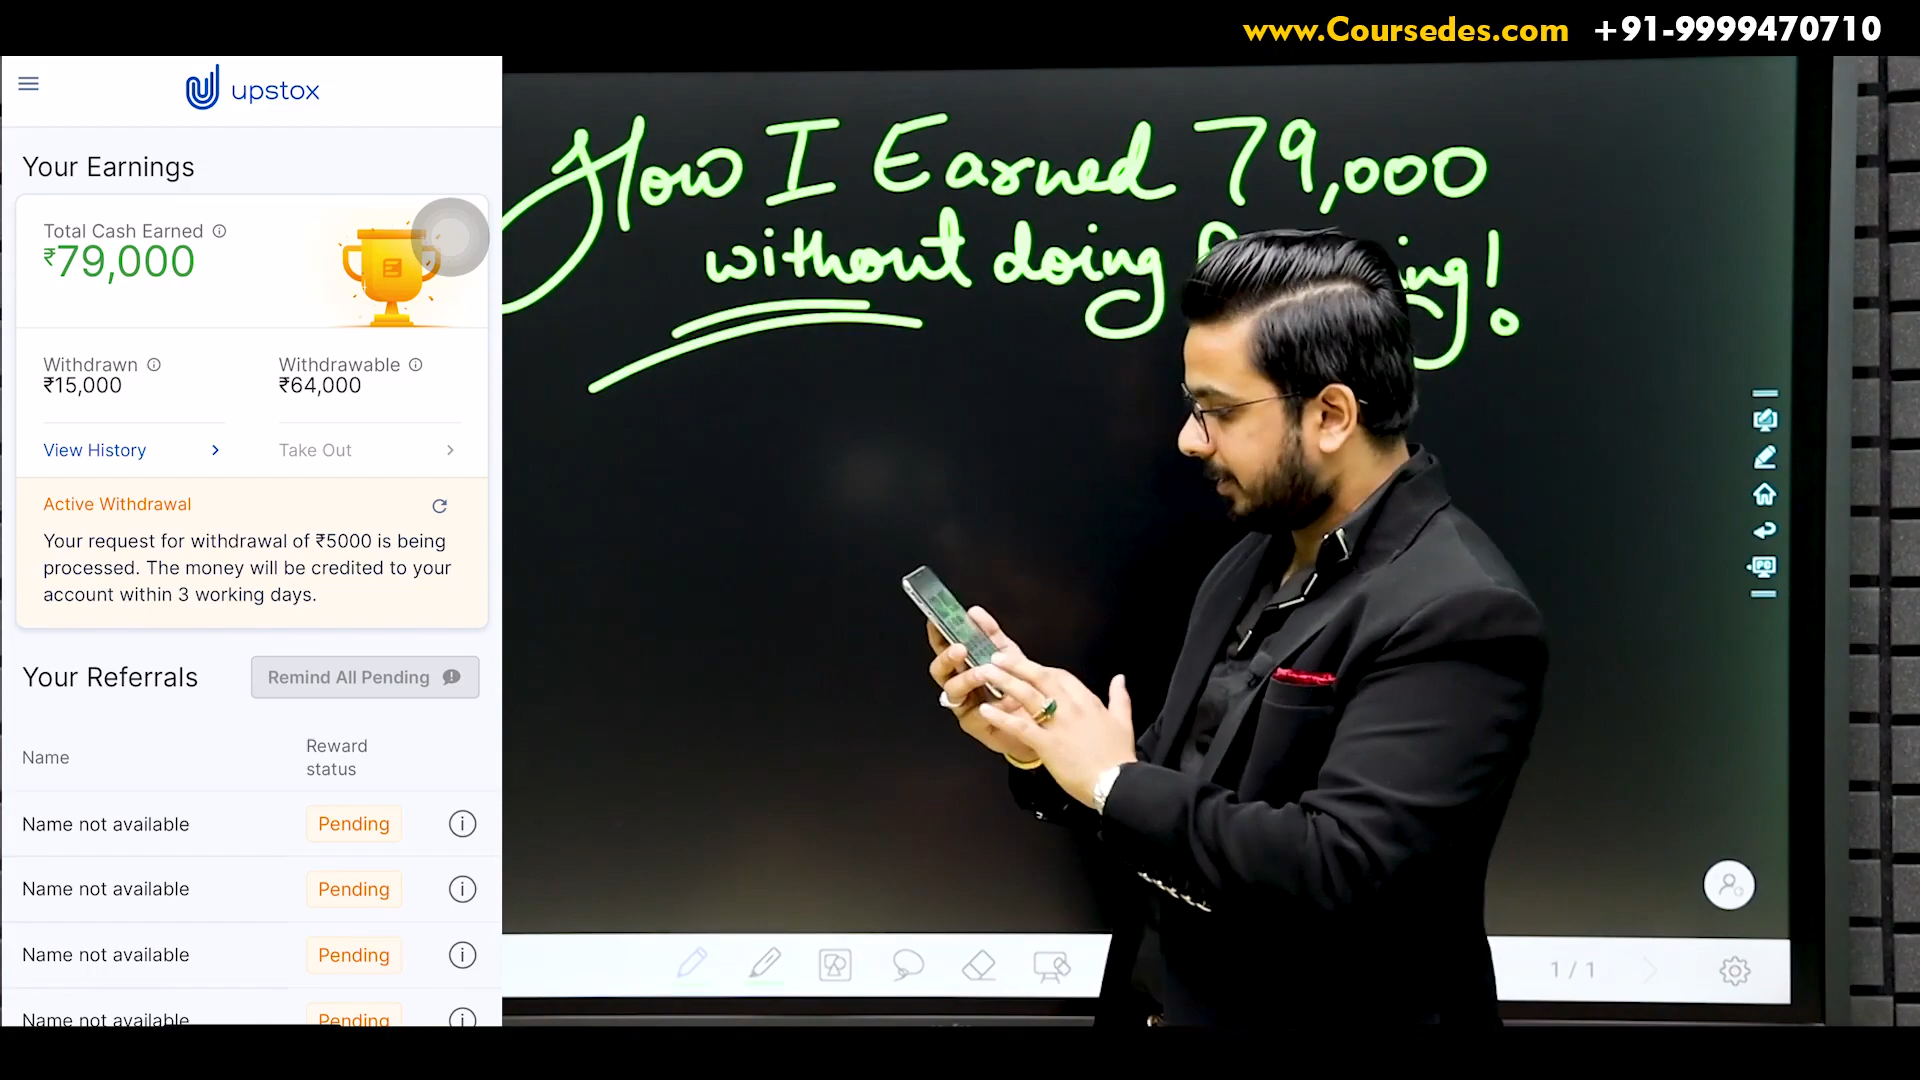 www.Coursedes.com +91-9999470710
upstox
Your Earnings
Total Cash Earned
₹79,000
Withdrawn
₹15,000
Withdrawable
₹64,000
View History
Take Out
Active Withdrawal
Your request for withdrawal of ₹5000 is being
processed. The money will be credited to your
account within 3 working days.
Your Referrals
Remind All Pending
Name
Reward
status
Name not available
Pending
Name not available
Pending
Name not available
Pending
Name not available
Pending
How I Earned 79,000
without doing
1 / 1